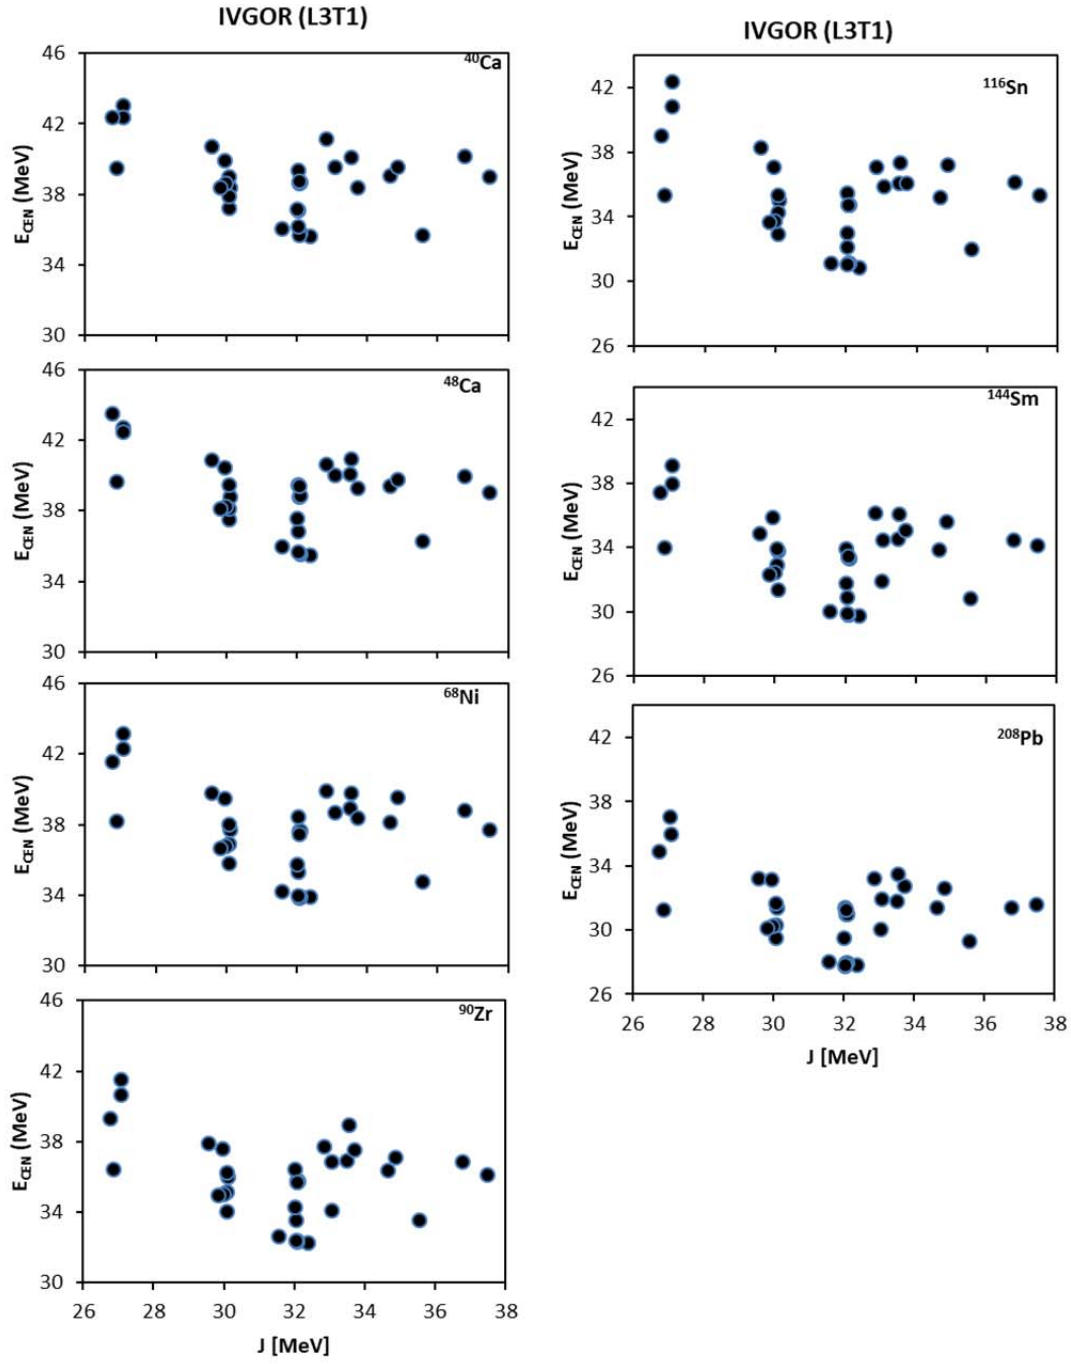 IVGOR (L3T1)
⁴⁰Ca
46
42
38
34
30
E_CEN (MeV)
⁴⁸Ca
46
42
38
34
30
E_CEN (MeV)
⁶⁸Ni
46
42
38
34
30
E_CEN (MeV)
⁹⁰Zr
46
42
38
34
30
E_CEN (MeV)
26 28 30 32 34 36 38
J [MeV]
IVGOR (L3T1)
¹¹⁶Sn
42
38
34
30
26
E_CEN (MeV)
¹⁴⁴Sm
42
38
34
30
26
E_CEN (MeV)
²⁰⁸Pb
42
38
34
30
26
E_CEN (MeV)
26 28 30 32 34 36 38
J [MeV]